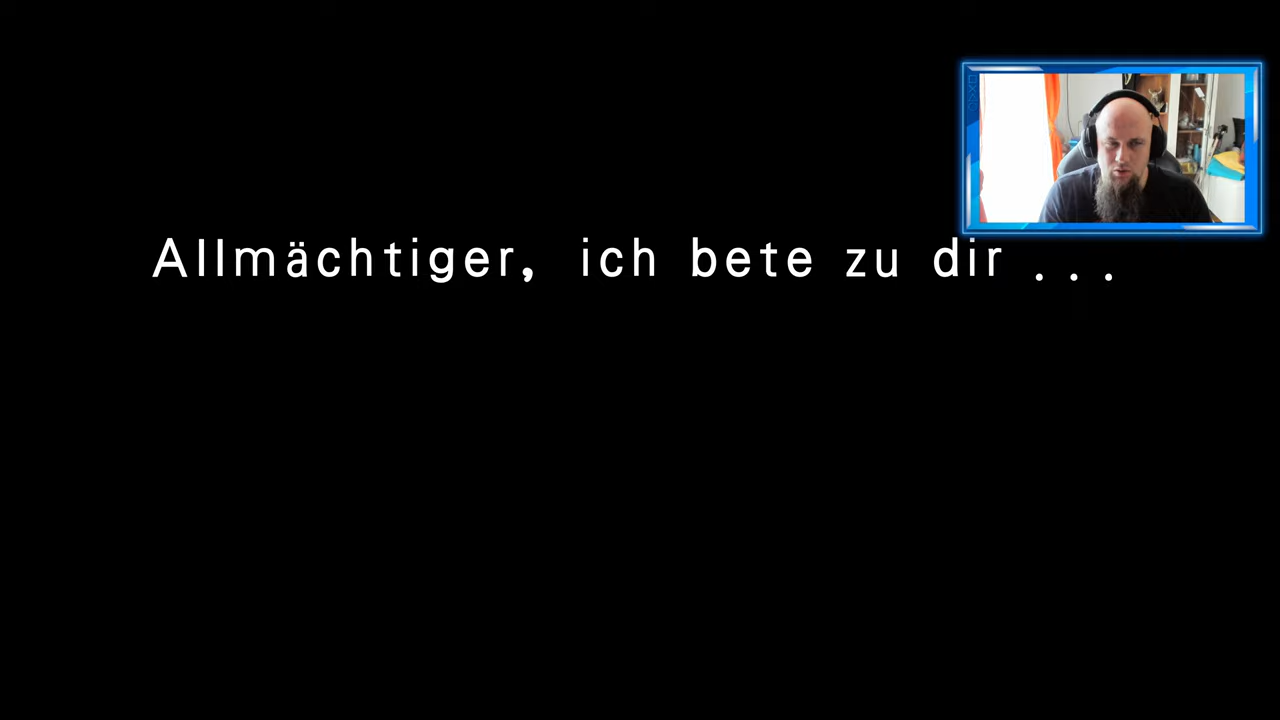 Allmächtiger, ich bete zu dir . . .